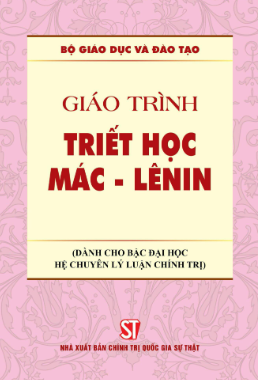 BỘ GIÁO DỤC VÀ ĐÀO TẠO
GIÁO TRÌNH
TRIẾT HỌC
MÁC - LÊNIN
(DÀNH CHO BẬC ĐẠI HỌC
HỆ CHUYÊN LÝ LUẬN CHÍNH TRỊ)
ST
NHÀ XUẤT BẢN CHÍNH TRỊ QUỐC GIA SỰ THẬT